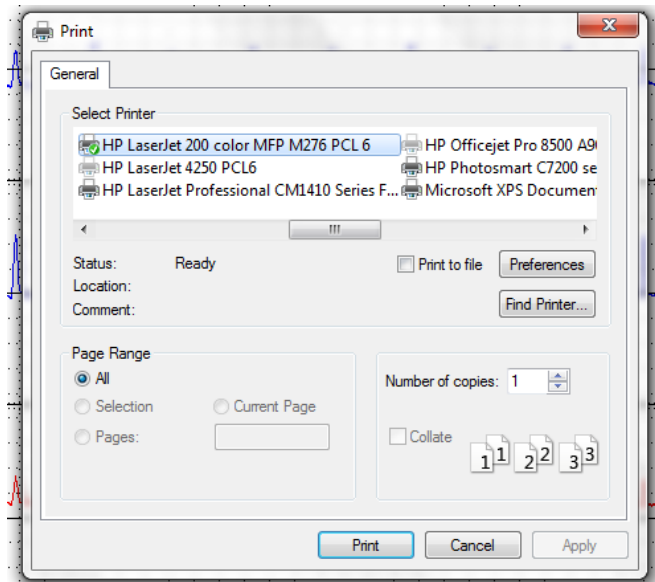 Print
General
Select Printer
HP LaserJet 200 color MFP M276 PCL 6
HP Officejet Pro 8500 A9
HP LaserJet 4250 PCL6
HP Photosmart C7200 se
HP LaserJet Professional CM1410 Series F...
Microsoft XPS Documen
Status: Ready
Print to file
Preferences
Location:
Comment:
Find Printer...
Page Range
All
Selection
Current Page
Pages:
Number of copies: 1
Collate
1 1 2 2 3 3
Print
Cancel
Apply